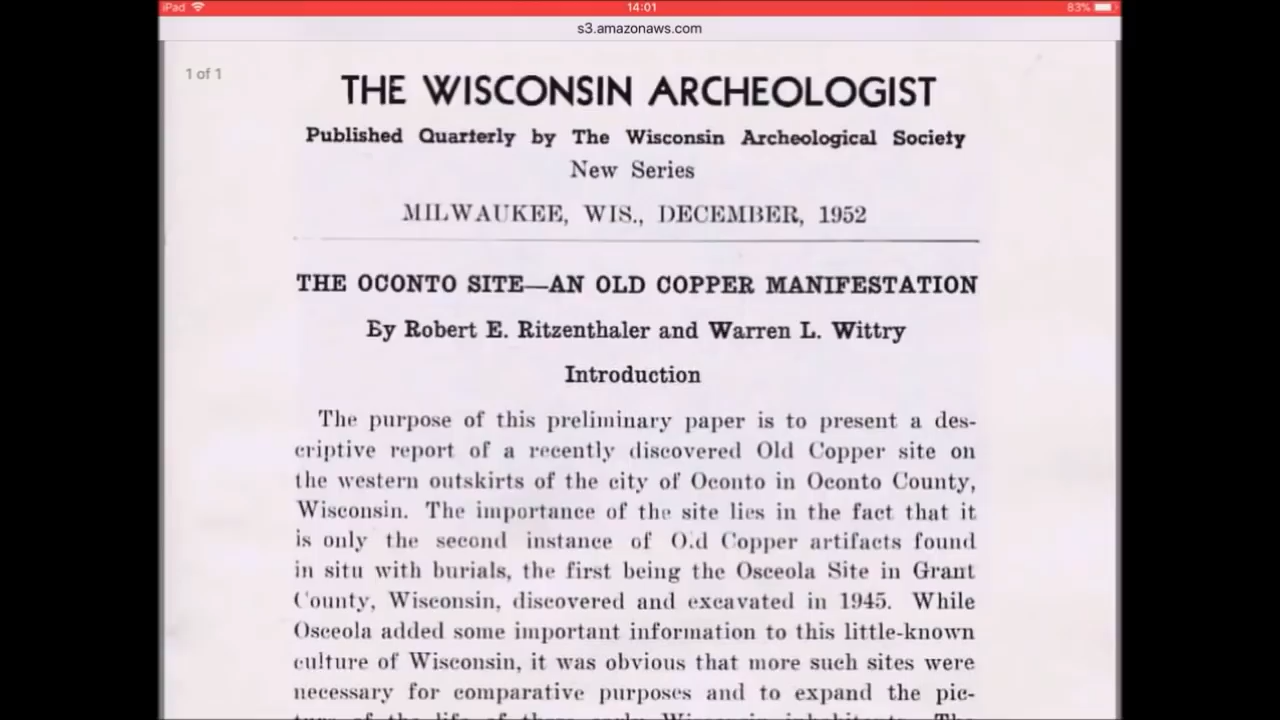 iPad 14:01 83%
s3.amazonaws.com
1 of 1
THE WISCONSIN ARCHEOLOGIST
Published Quarterly by The Wisconsin Archeological Society
New Series
MILWAUKEE, WIS., DECEMBER, 1952
THE OCONTO SITE—AN OLD COPPER MANIFESTATION
By Robert E. Ritzenthaler and Warren L. Wittry
Introduction
The purpose of this preliminary paper is to present a des-
criptive report of a recently discovered Old Copper site on
the western outskirts of the city of Oconto in Oconto County,
Wisconsin. The importance of the site lies in the fact that it
is only the second instance of Old Copper artifacts found
in situ with burials, the first being the Osceola Site in Grant
County, Wisconsin, discovered and excavated in 1945. While
Osceola added some important information to this little-known
culture of Wisconsin, it was obvious that more such sites were
necessary for comparative purposes and to expand the pic-